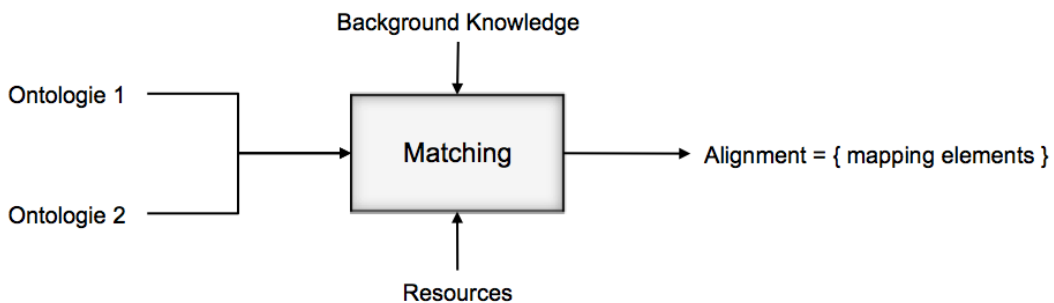 Background Knowledge
Ontologie 1
Matching
Alignment = { mapping elements }
Ontologie 2
Resources